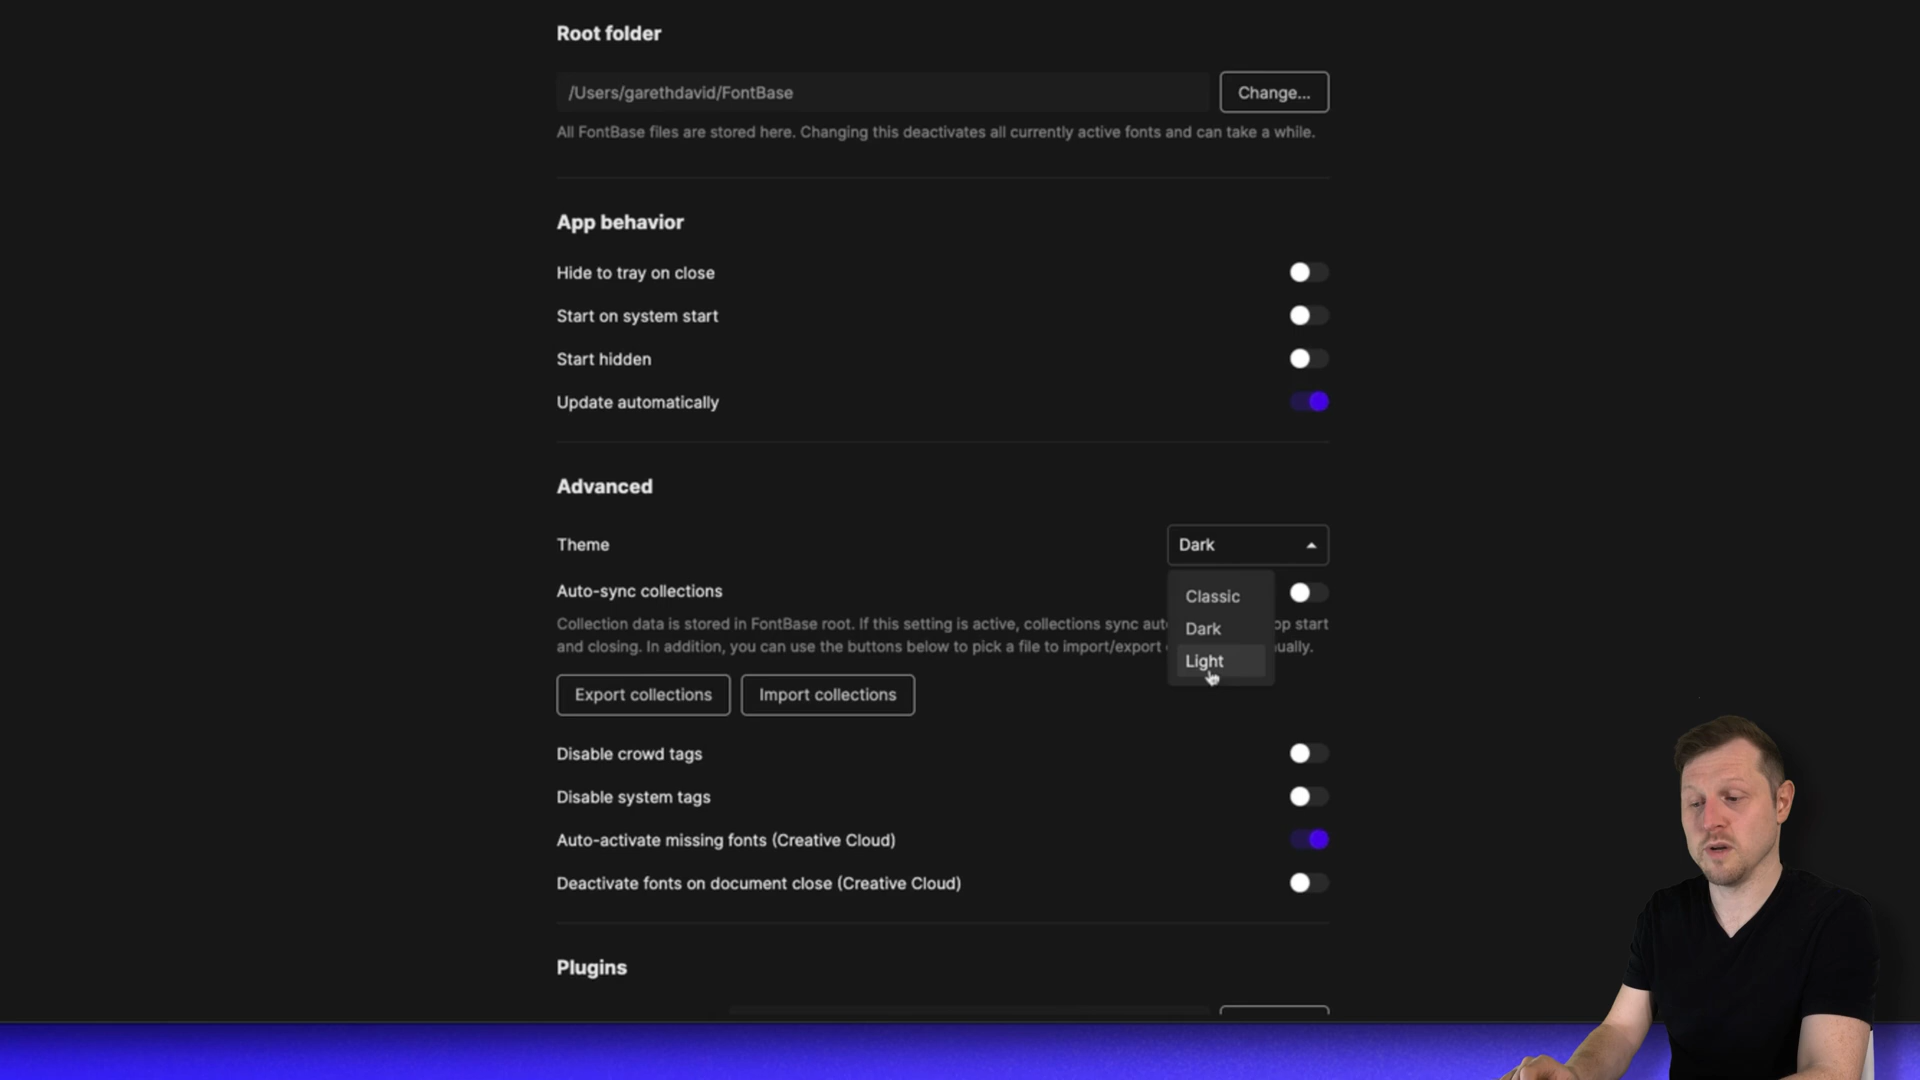 Root folder
/Users/garethdavid/FontBase
Change...
All FontBase files are stored here. Changing this deactivates all currently active fonts and can take a while.
App behavior
Hide to tray on close
Start on system start
Start hidden
Update automatically
Advanced
Theme
Dark
Classic
Dark
Light
Auto-sync collections
Collection data is stored in FontBase root. If this setting is active, collections sync start
and closing. In addition, you can use the buttons below to pick a file to import/export
Export collections
Import collections
Disable crowd tags
Disable system tags
Auto-activate missing fonts (Creative Cloud)
Deactivate fonts on document close (Creative Cloud)
Plugins